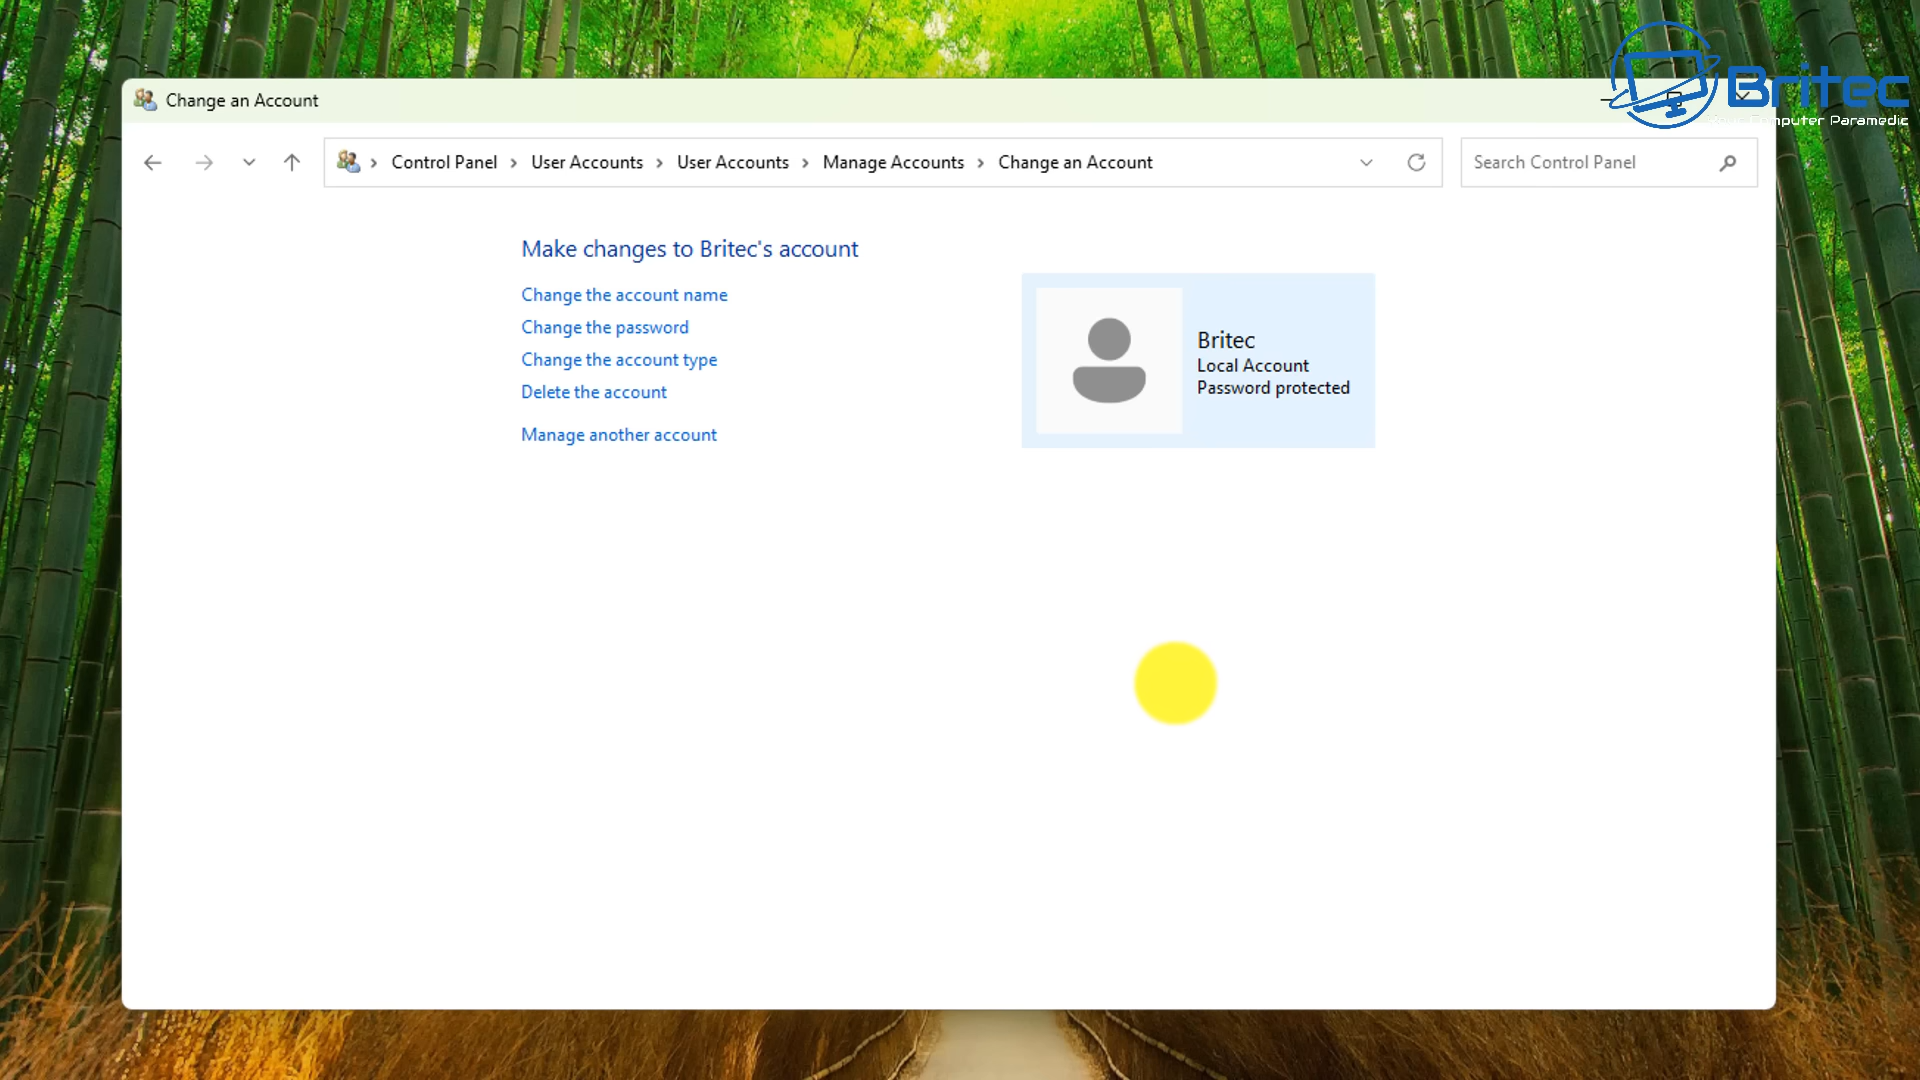 Britec
Your Computer Paramedic
Change an Account
Control Panel > User Accounts > User Accounts > Manage Accounts > Change an Account
Search Control Panel
Make changes to Britec's account
Change the account name
Change the password
Change the account type
Delete the account
Manage another account
Britec
Local Account
Password protected